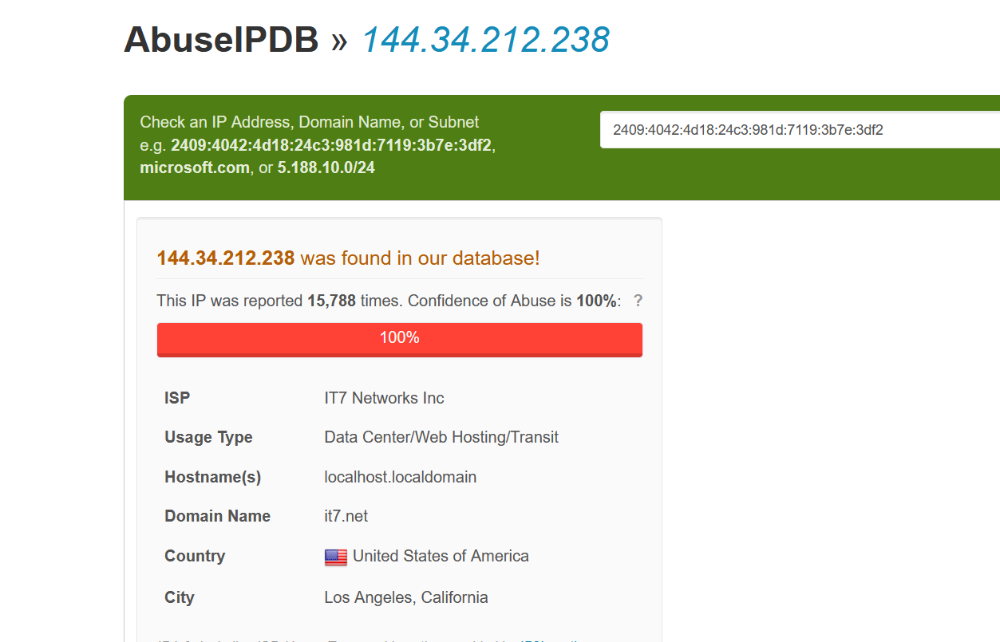 AbuseIPDB » 144.34.212.238
Check an IP Address, Domain Name, or Subnet
e.g. 2409:4042:4d18:24c3:981d:7119:3b7e:3df2,
microsoft.com, or 5.188.10.0/24
2409:4042:4d18:24c3:981d:7119:3b7e:3df2
144.34.212.238 was found in our database!
This IP was reported 15,788 times. Confidence of Abuse is 100%: ?
100%
ISP IT7 Networks Inc
Usage Type Data Center/Web Hosting/Transit
Hostname(s) localhost.localdomain
Domain Name it7.net
Country United States of America
City Los Angeles, California